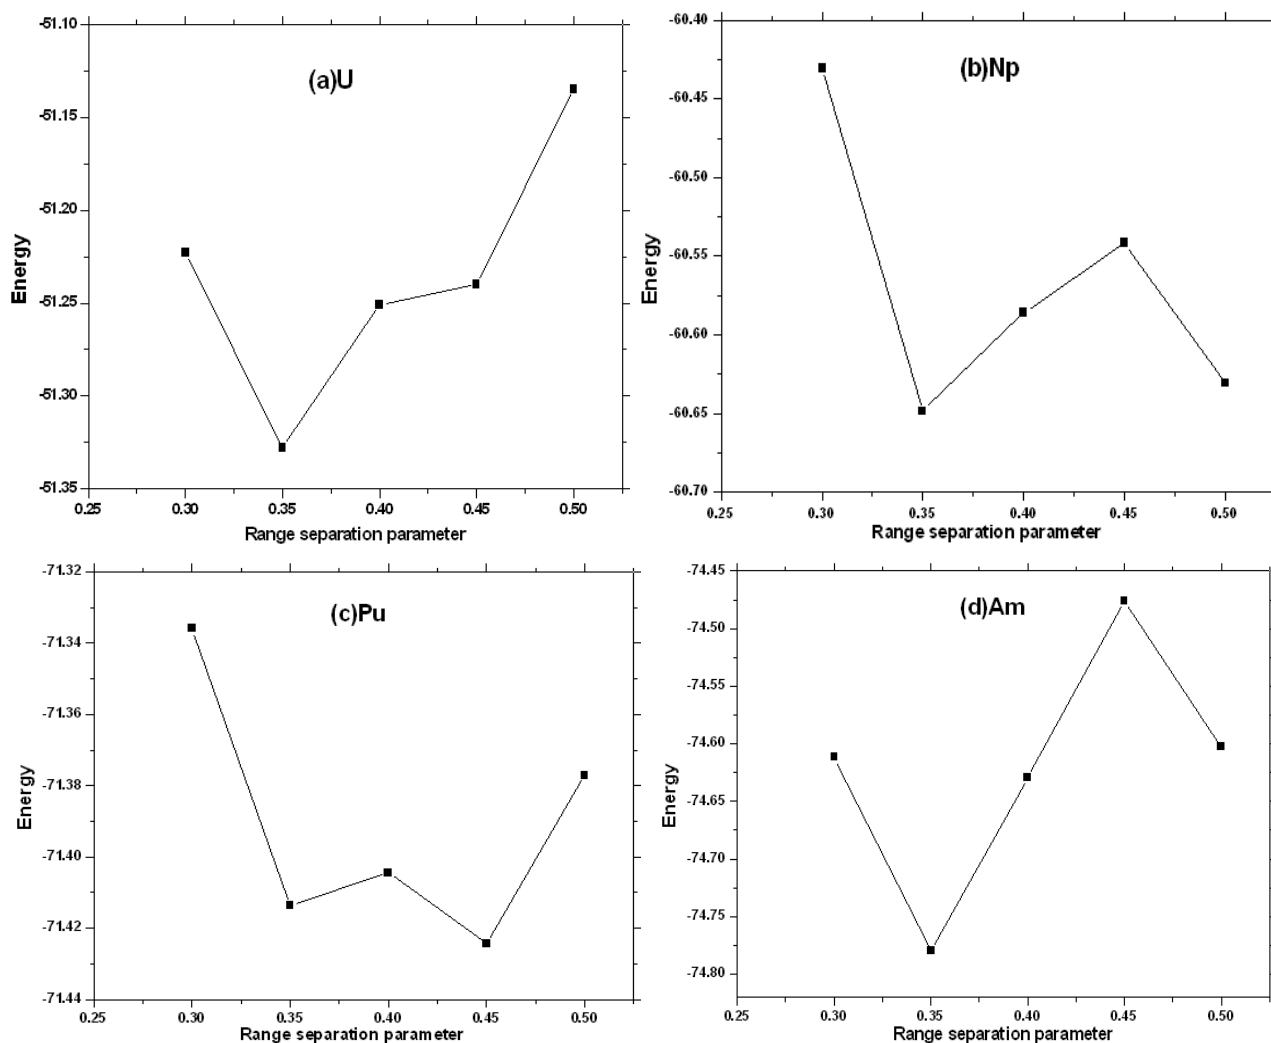 (a)U
Energy
-51.10
-51.15
-51.20
-51.25
-51.30
-51.35
0.25 0.30 0.35 0.40 0.45 0.50
Range separation parameter
(b)Np
Energy
-60.40
-60.45
-60.50
-60.55
-60.60
-60.65
-60.70
0.25 0.30 0.35 0.40 0.45 0.50
Range separation parameter
(c)Pu
Energy
-71.32
-71.34
-71.36
-71.38
-71.40
-71.42
-71.44
0.25 0.30 0.35 0.40 0.45 0.50
Range separation parameter
(d)Am
Energy
-74.45
-74.50
-74.55
-74.60
-74.65
-74.70
-74.75
-74.80
0.25 0.30 0.35 0.40 0.45 0.50
Range separation parameter